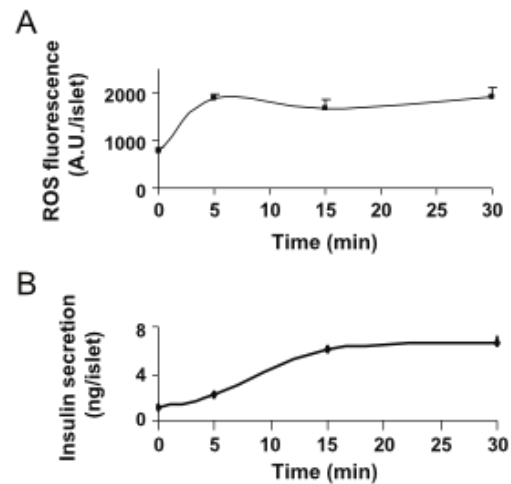 A
ROS fluorescence
(A.U./islet)
2000
1000
0
0 5 10 15 20 25 30
Time (min)
B
Insulin secretion
(ng/islet)
8
4
0
0 5 10 15 20 25 30
Time (min)